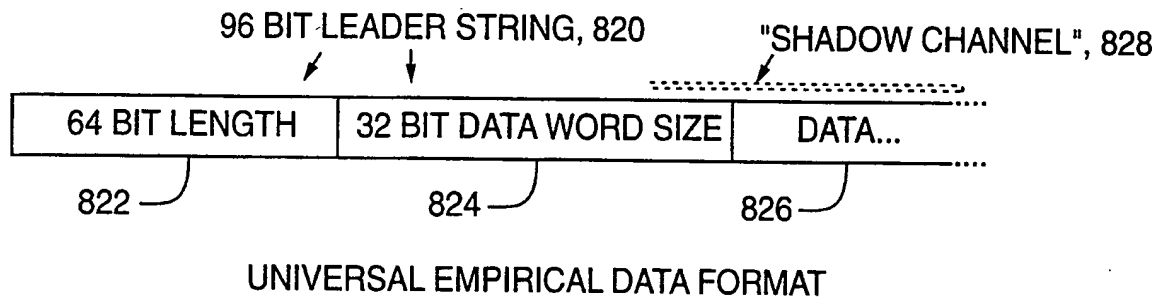 96 BIT LEADER STRING, 820
"SHADOW CHANNEL", 828
64 BIT LENGTH
32 BIT DATA WORD SIZE
DATA...
822
824
826
UNIVERSAL EMPIRICAL DATA FORMAT